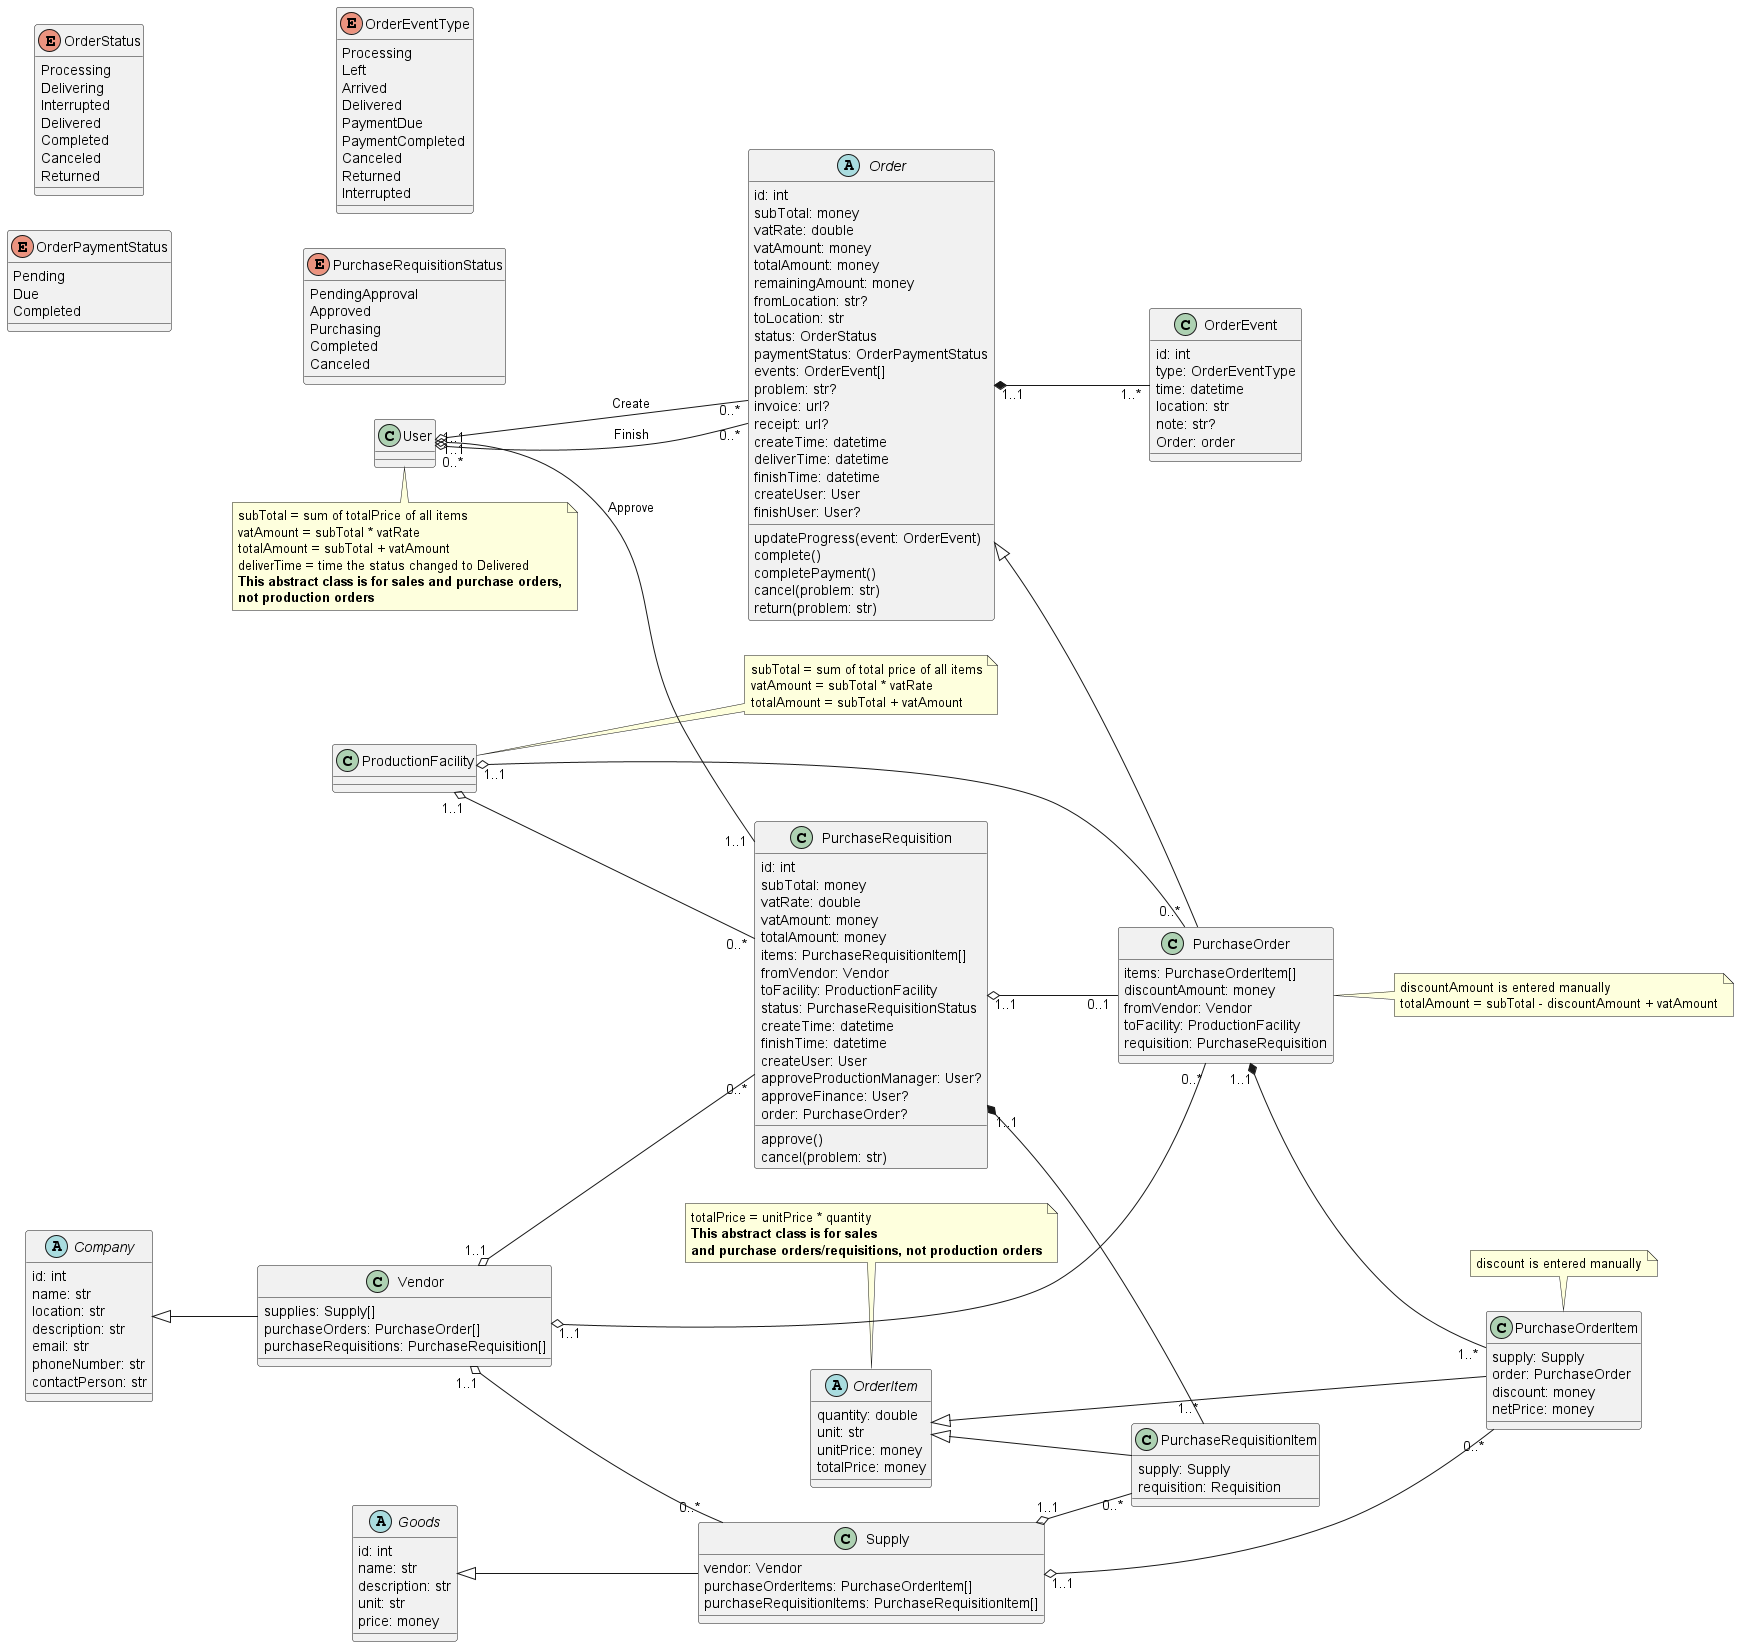 E OrderStatus
Processing
Delivering
Interrupted
Delivered
Completed
Canceled
Returned
E OrderEventType
Processing
Left
Arrived
Delivered
PaymentDue
PaymentCompleted
Canceled
Returned
Interrupted
E OrderPaymentStatus
Pending
Due
Completed
E PurchaseRequisitionStatus
PendingApproval
Approved
Purchasing
Completed
Canceled
A Order
id: int
subTotal: money
vatRate: double
vatAmount: money
totalAmount: money
remainingAmount: money
fromLocation: str?
toLocation: str
status: OrderStatus
paymentStatus: OrderPaymentStatus
events: OrderEvent[]
problem: str?
invoice: url?
receipt: url?
createTime: datetime
deliverTime: datetime
finishTime: datetime
createUser: User
finishUser: User?
updateProgress(event: OrderEvent)
complete()
completePayment()
cancel(problem: str)
return(problem: str)
1..1
1..*
C OrderEvent
id: int
type: OrderEventType
time: datetime
location: str
note: str?
Order: order
C User
1..1
1..1
0..*
Create
0..*
Finish
0..*
Approve
1..1
subTotal = sum of totalPrice of all items
vatAmount = subTotal * vatRate
totalAmount = subTotal + vatAmount
deliverTime = time the status changed to Delivered
This abstract class is for sales and purchase orders,
not production orders
subTotal = sum of total price of all items
vatAmount = subTotal * vatRate
totalAmount = subTotal + vatAmount
C ProductionFacility
1..1
1..1
0..*
0..*
C PurchaseRequisition
id: int
subTotal: money
vatRate: double
vatAmount: money
totalAmount: money
items: PurchaseRequisitionItem[]
fromVendor: Vendor
toFacility: ProductionFacility
status: PurchaseRequisitionStatus
createTime: datetime
finishTime: datetime
createUser: User
approveProductionManager: User?
approveFinance: User?
order: PurchaseOrder?
approve()
cancel(problem: str)
1..1
0..1
0..*
1..1
C PurchaseOrder
items: PurchaseOrderItem[]
discountAmount: money
fromVendor: Vendor
toFacility: ProductionFacility
requisition: PurchaseRequisition
0..*
1..1
discountAmount is entered manually
totalAmount = subTotal - discountAmount + vatAmount
A Company
id: int
name: str
location: str
description: str
email: str
phoneNumber: str
contactPerson: str
1..1
C Vendor
supplies: Supply[]
purchaseOrders: PurchaseOrder[]
purchaseRequisitions: PurchaseRequisition[]
1..1
1..1
totalPrice = unitPrice * quantity
This abstract class is for sales
and purchase orders/requisitions, not production orders
A OrderItem
quantity: double
unit: str
unitPrice: money
totalPrice: money
discount is entered manually
1..*
C PurchaseOrderItem
supply: Supply
order: PurchaseOrder
discount: money
netPrice: money
0..*
1..*
C PurchaseRequisitionItem
supply: Supply
requisition: Requisition
0..*
1..1
0..*
A Goods
id: int
name: str
description: str
unit: str
price: money
C Supply
vendor: Vendor
purchaseOrderItems: PurchaseOrderItem[]
purchaseRequisitionItems: PurchaseRequisitionItem[]
1..1